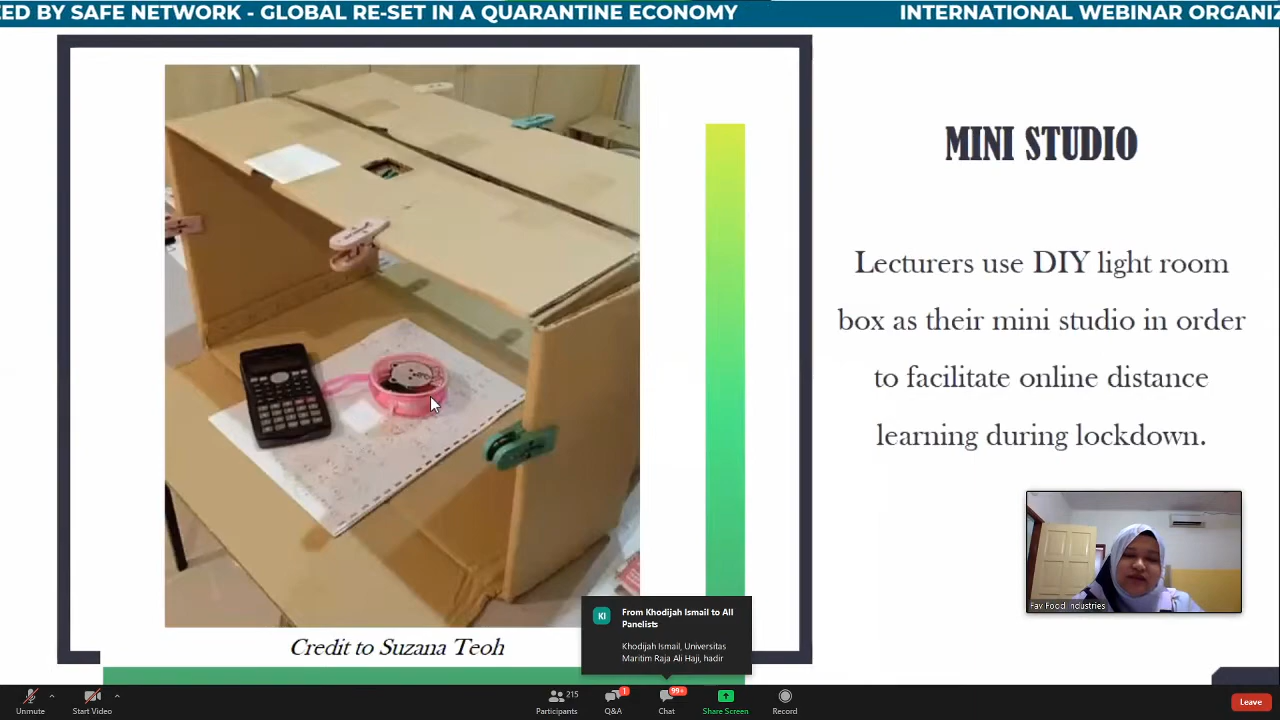 ED BY SAFE NETWORK - GLOBAL RE-SET IN A QUARANTINE ECONOMY
INTERNATIONAL WEBINAR ORGANIZ
MINI STUDIO
Lecturers use DIY light room
box as their mini studio in order
to facilitate online distance
learning during lockdown.
Credit to Suzana Teoh
Fav Food Industries
KI
From Khodijah Ismail to All
Panelists
Khodijah Ismail, Universitas
Maritim Raja Ali Haji, hadir
Unmute
Start Video
215
Participants
1
Q&A
99+
Chat
Share Screen
Record
Leave